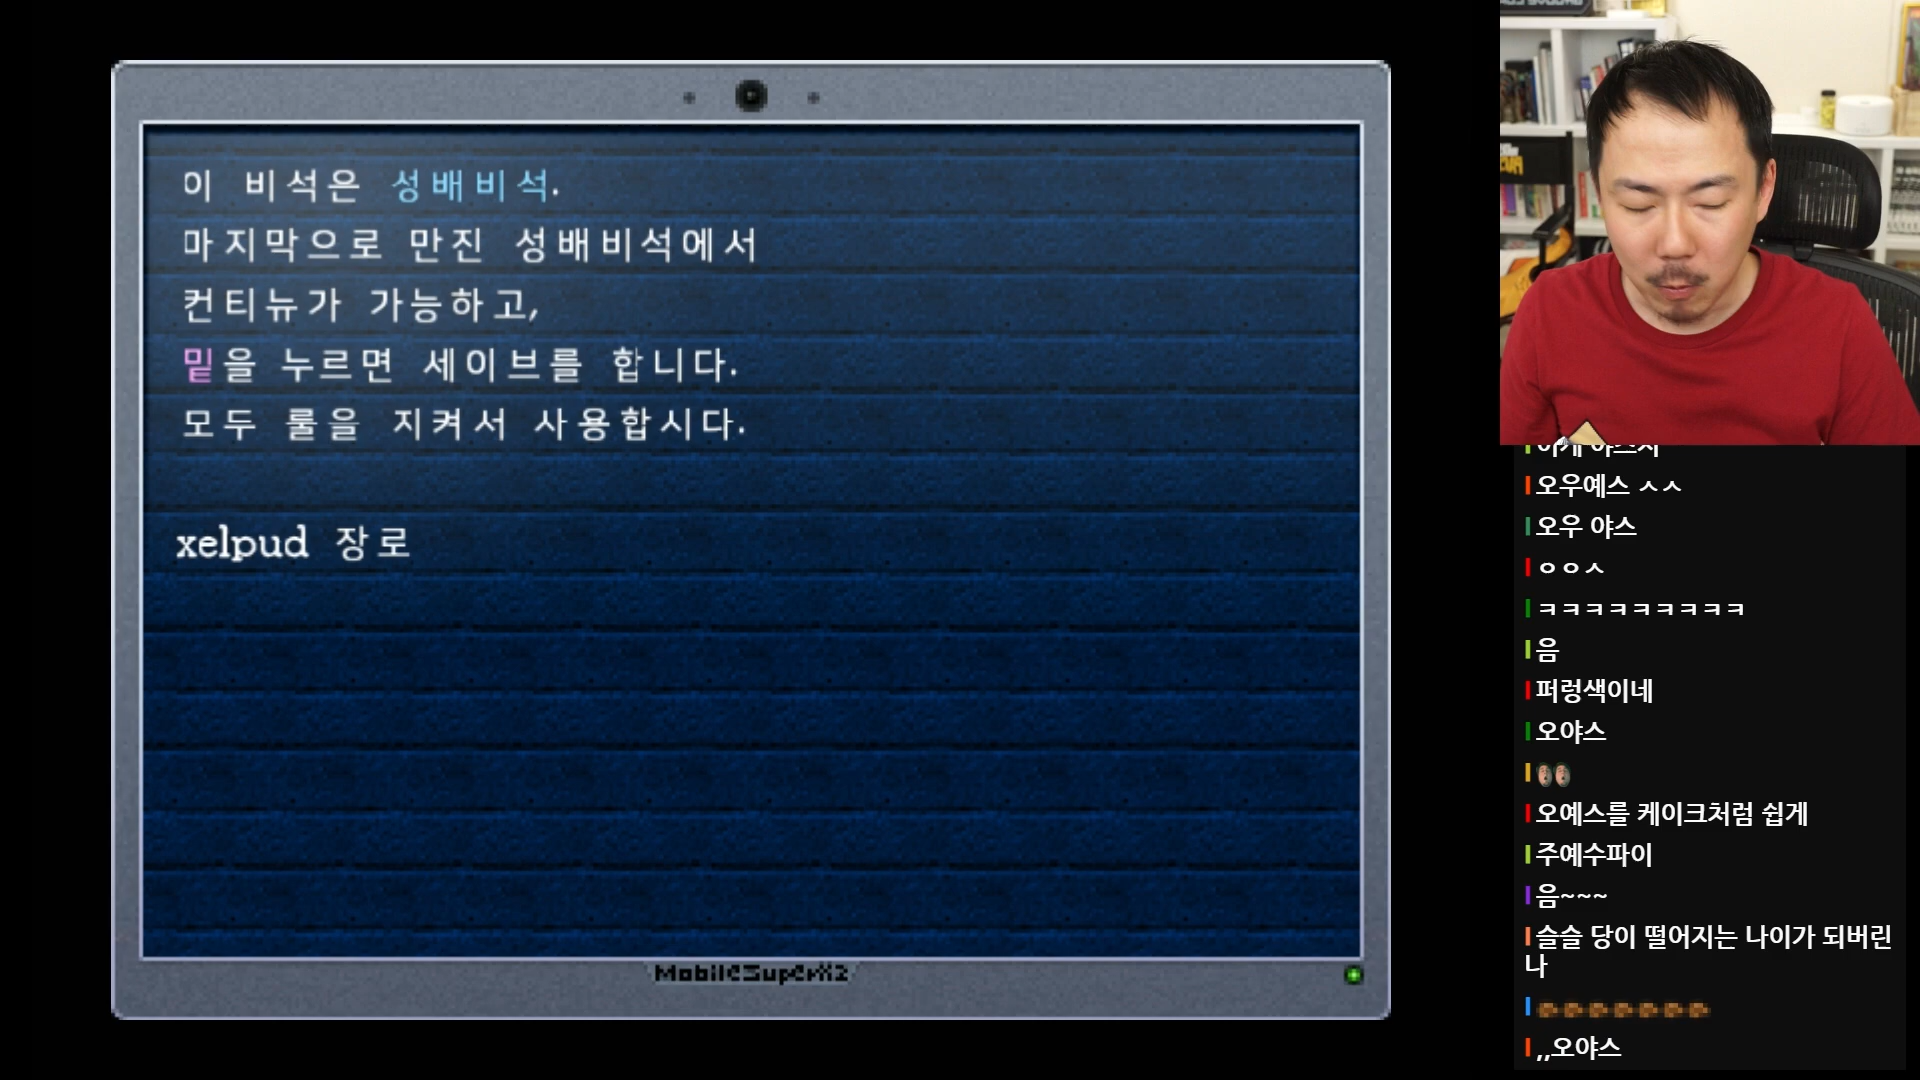 이 비석은 성배비석.
마지막으로 만진 성배비석에서
컨티뉴가 가능하고,
밑을 누르면 세이브를 합니다.
모두 룰을 지켜서 사용합시다.
xelpud 장로
MobileSuperX2
오우예스 ㅅㅅ
오우 야스
ㅇㅇㅅ
ㅋㅋㅋㅋㅋㅋㅋㅋㅋ
음
퍼렁색이네
오야스
오예스를 케이크처럼 쉽게
주예수파이
음~~~
슬슬 당이 떨어지는 나이가 되버린
나
,,오야스